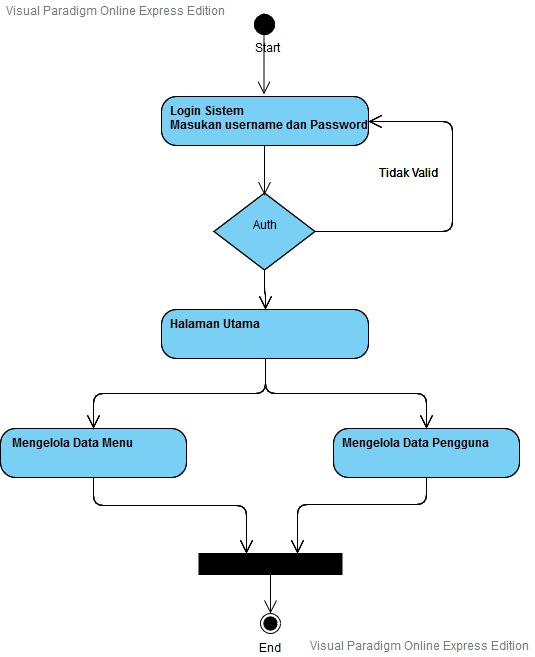 Visual Paradigm Online Express Edition
Start
Login Sistem
Masukan username dan Password
Tidak Valid
Auth
Halaman Utama
Mengelola Data Menu
Mengelola Data Pengguna
End
Visual Paradigm Online Express Edition